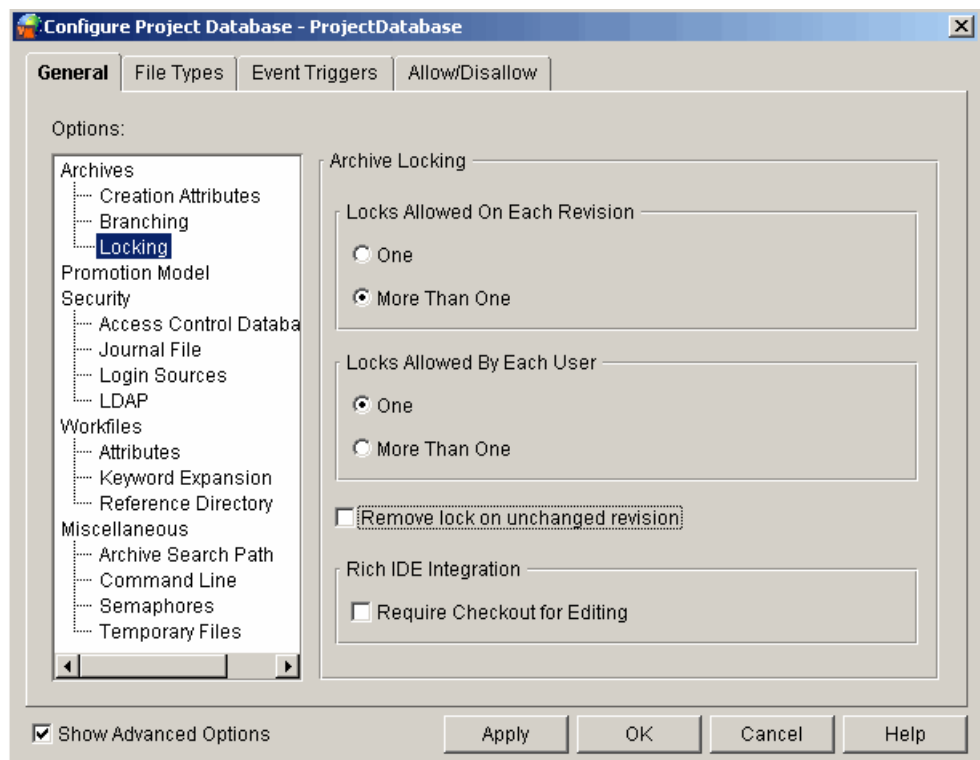 Configure Project Database - ProjectDatabase
General
File Types
Event Triggers
Allow/Disallow
Options:
Archives
Creation Attributes
Branching
Locking
Promotion Model
Security
Access Control Databa
Journal File
Login Sources
LDAP
Workfiles
Attributes
Keyword Expansion
Reference Directory
Miscellaneous
Archive Search Path
Command Line
Semaphores
Temporary Files
Archive Locking
Locks Allowed On Each Revision
One
More Than One
Locks Allowed By Each User
One
More Than One
Remove lock on unchanged revision
Rich IDE Integration
Require Checkout for Editing
Show Advanced Options
Apply
OK
Cancel
Help